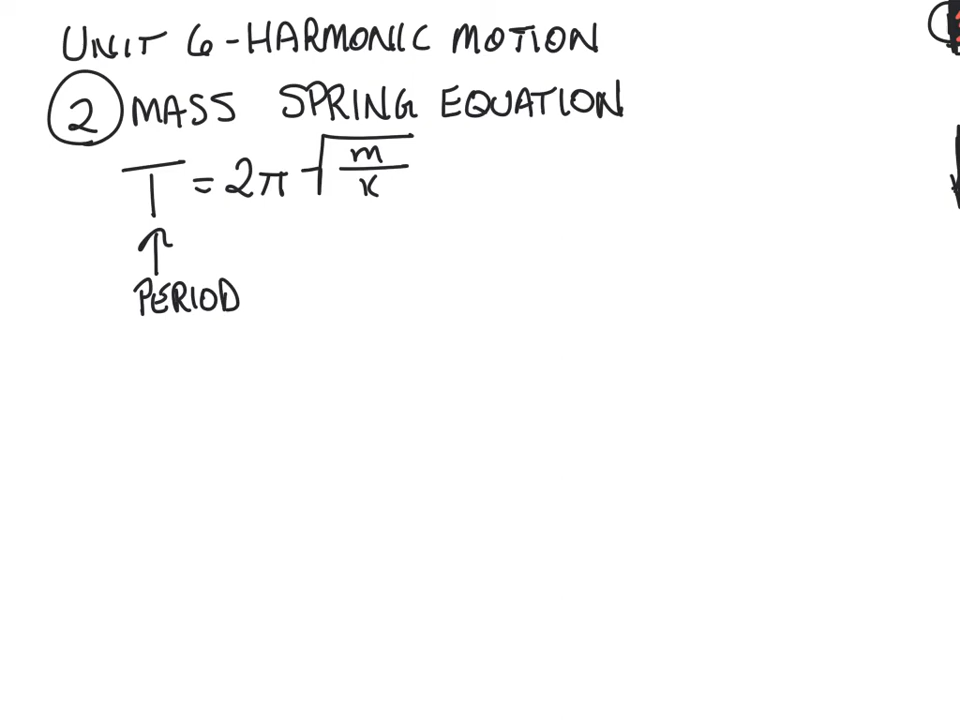 UNIT 6 - HARMONIC MOTION
② MASS SPRING EQUATION
T = 2π √(m/k)
↑
PERIOD